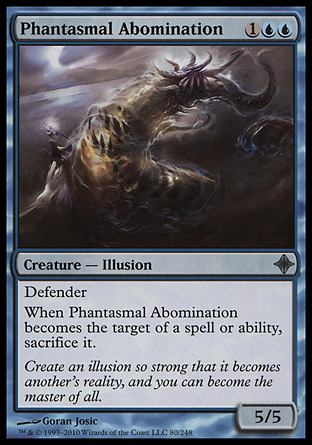 Phantasmal Abomination 1
Creature — Illusion
Defender
When Phantasmal Abomination
becomes the target of a spell or ability,
sacrifice it.
Create an illusion so strong that it becomes
another's reality, and you can become the
master of all.
Goran Josic
™ & © 1993–2010 Wizards of the Coast LLC 80/248
5/5